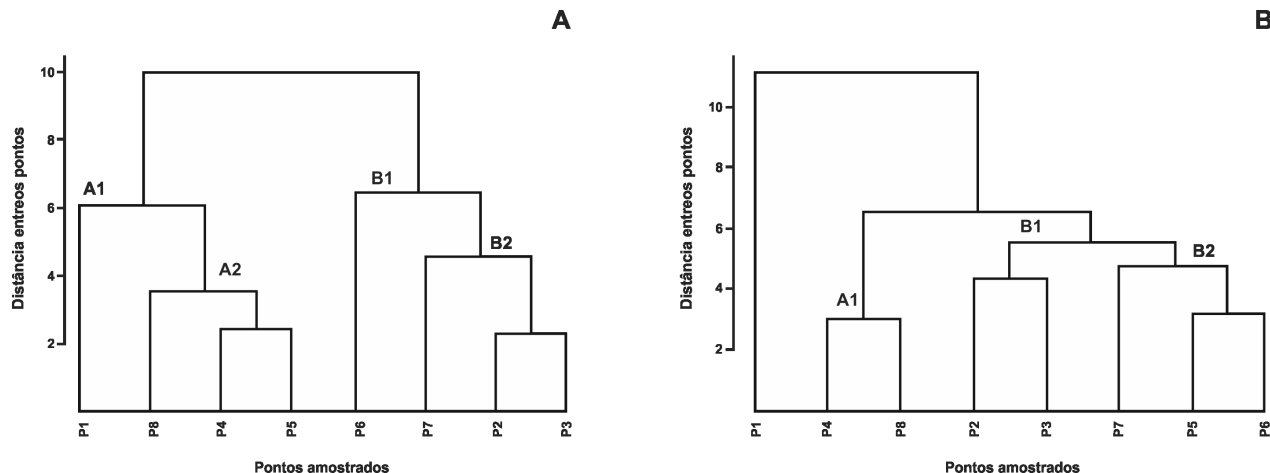 A
Distância entreos pontos
10
8
6
4
2
A1
A2
B1
B2
P1
P8
P4
P5
P6
P7
P2
P3
Pontos amostrados
B
Distância entreos pontos
10
8
6
4
2
A1
B1
B2
P1
P4
P8
P2
P3
P7
P5
P6
Pontos amostrados